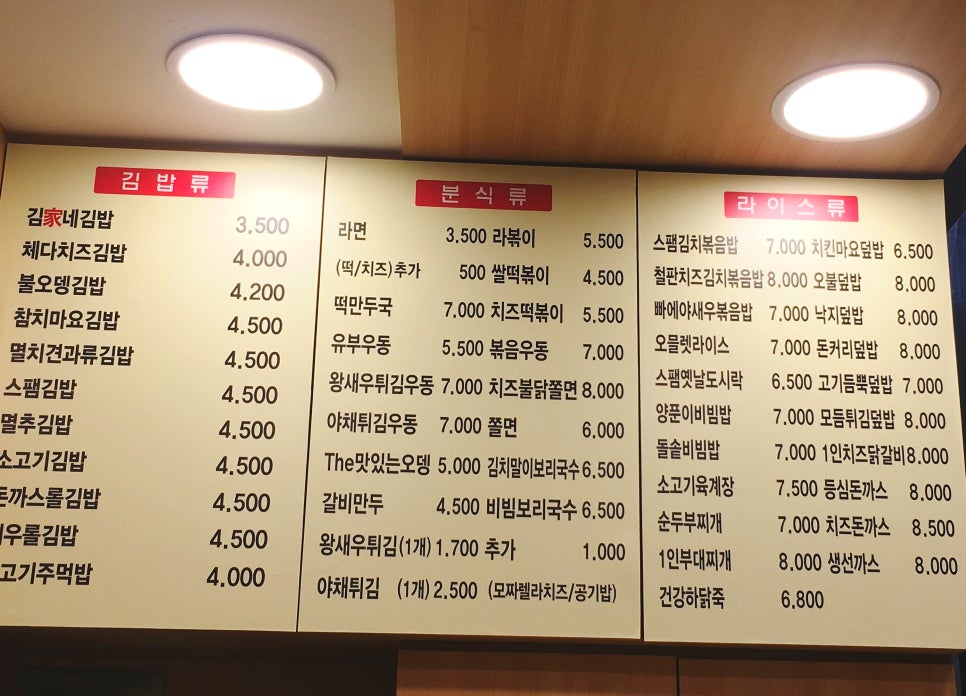 김밥류
김家네김밥 3.500
체다치즈김밥 4.000
불오뎅김밥 4.200
참치마요김밥 4.500
멸치견과류김밥 4.500
스팸김밥 4.500
멸추김밥 4.500
소고기김밥 4.500
돈까스롤김밥 4.500
새우롤김밥 4.500
고기주먹밥 4.000
분식류
라면 3.500 라볶이 5.500
(떡/치즈)추가 500 쌀떡볶이 4.500
떡만두국 7.000 치즈떡볶이 5.500
유부우동 5.500 볶음우동 7.000
왕새우튀김우동 7.000 치즈불닭쫄면 8.000
야채튀김우동 7.000 쫄면 6.000
The맛있는오뎅 5.000 김치말이보리국수 6.500
갈비만두 4.500 비빔보리국수 6.500
왕새우튀김(1개) 1.700 추가 1.000
야채튀김 (1개) 2.500 (모짜렐라치즈/공기밥)
라이스류
스팸김치볶음밥 7.000 치킨마요덮밥 6.500
철판치즈김치볶음밥 8.000 오불덮밥 8.000
빠에야새우볶음밥 7.000 낙지덮밥 8.000
오믈렛라이스 7.000 돈커리덮밥 8.000
스팸옛날도시락 6.500 고기듬뿍덮밥 7.000
양푼이비빔밥 7.000 모듬튀김덮밥 8.000
돌솥비빔밥 7.000 1인치즈닭갈비 8.000
소고기육계장 7.500 등심돈까스 8.000
순두부찌개 7.000 치즈돈까스 8.500
1인부대찌개 8.000 생선까스 8.000
건강하닭죽 6.800